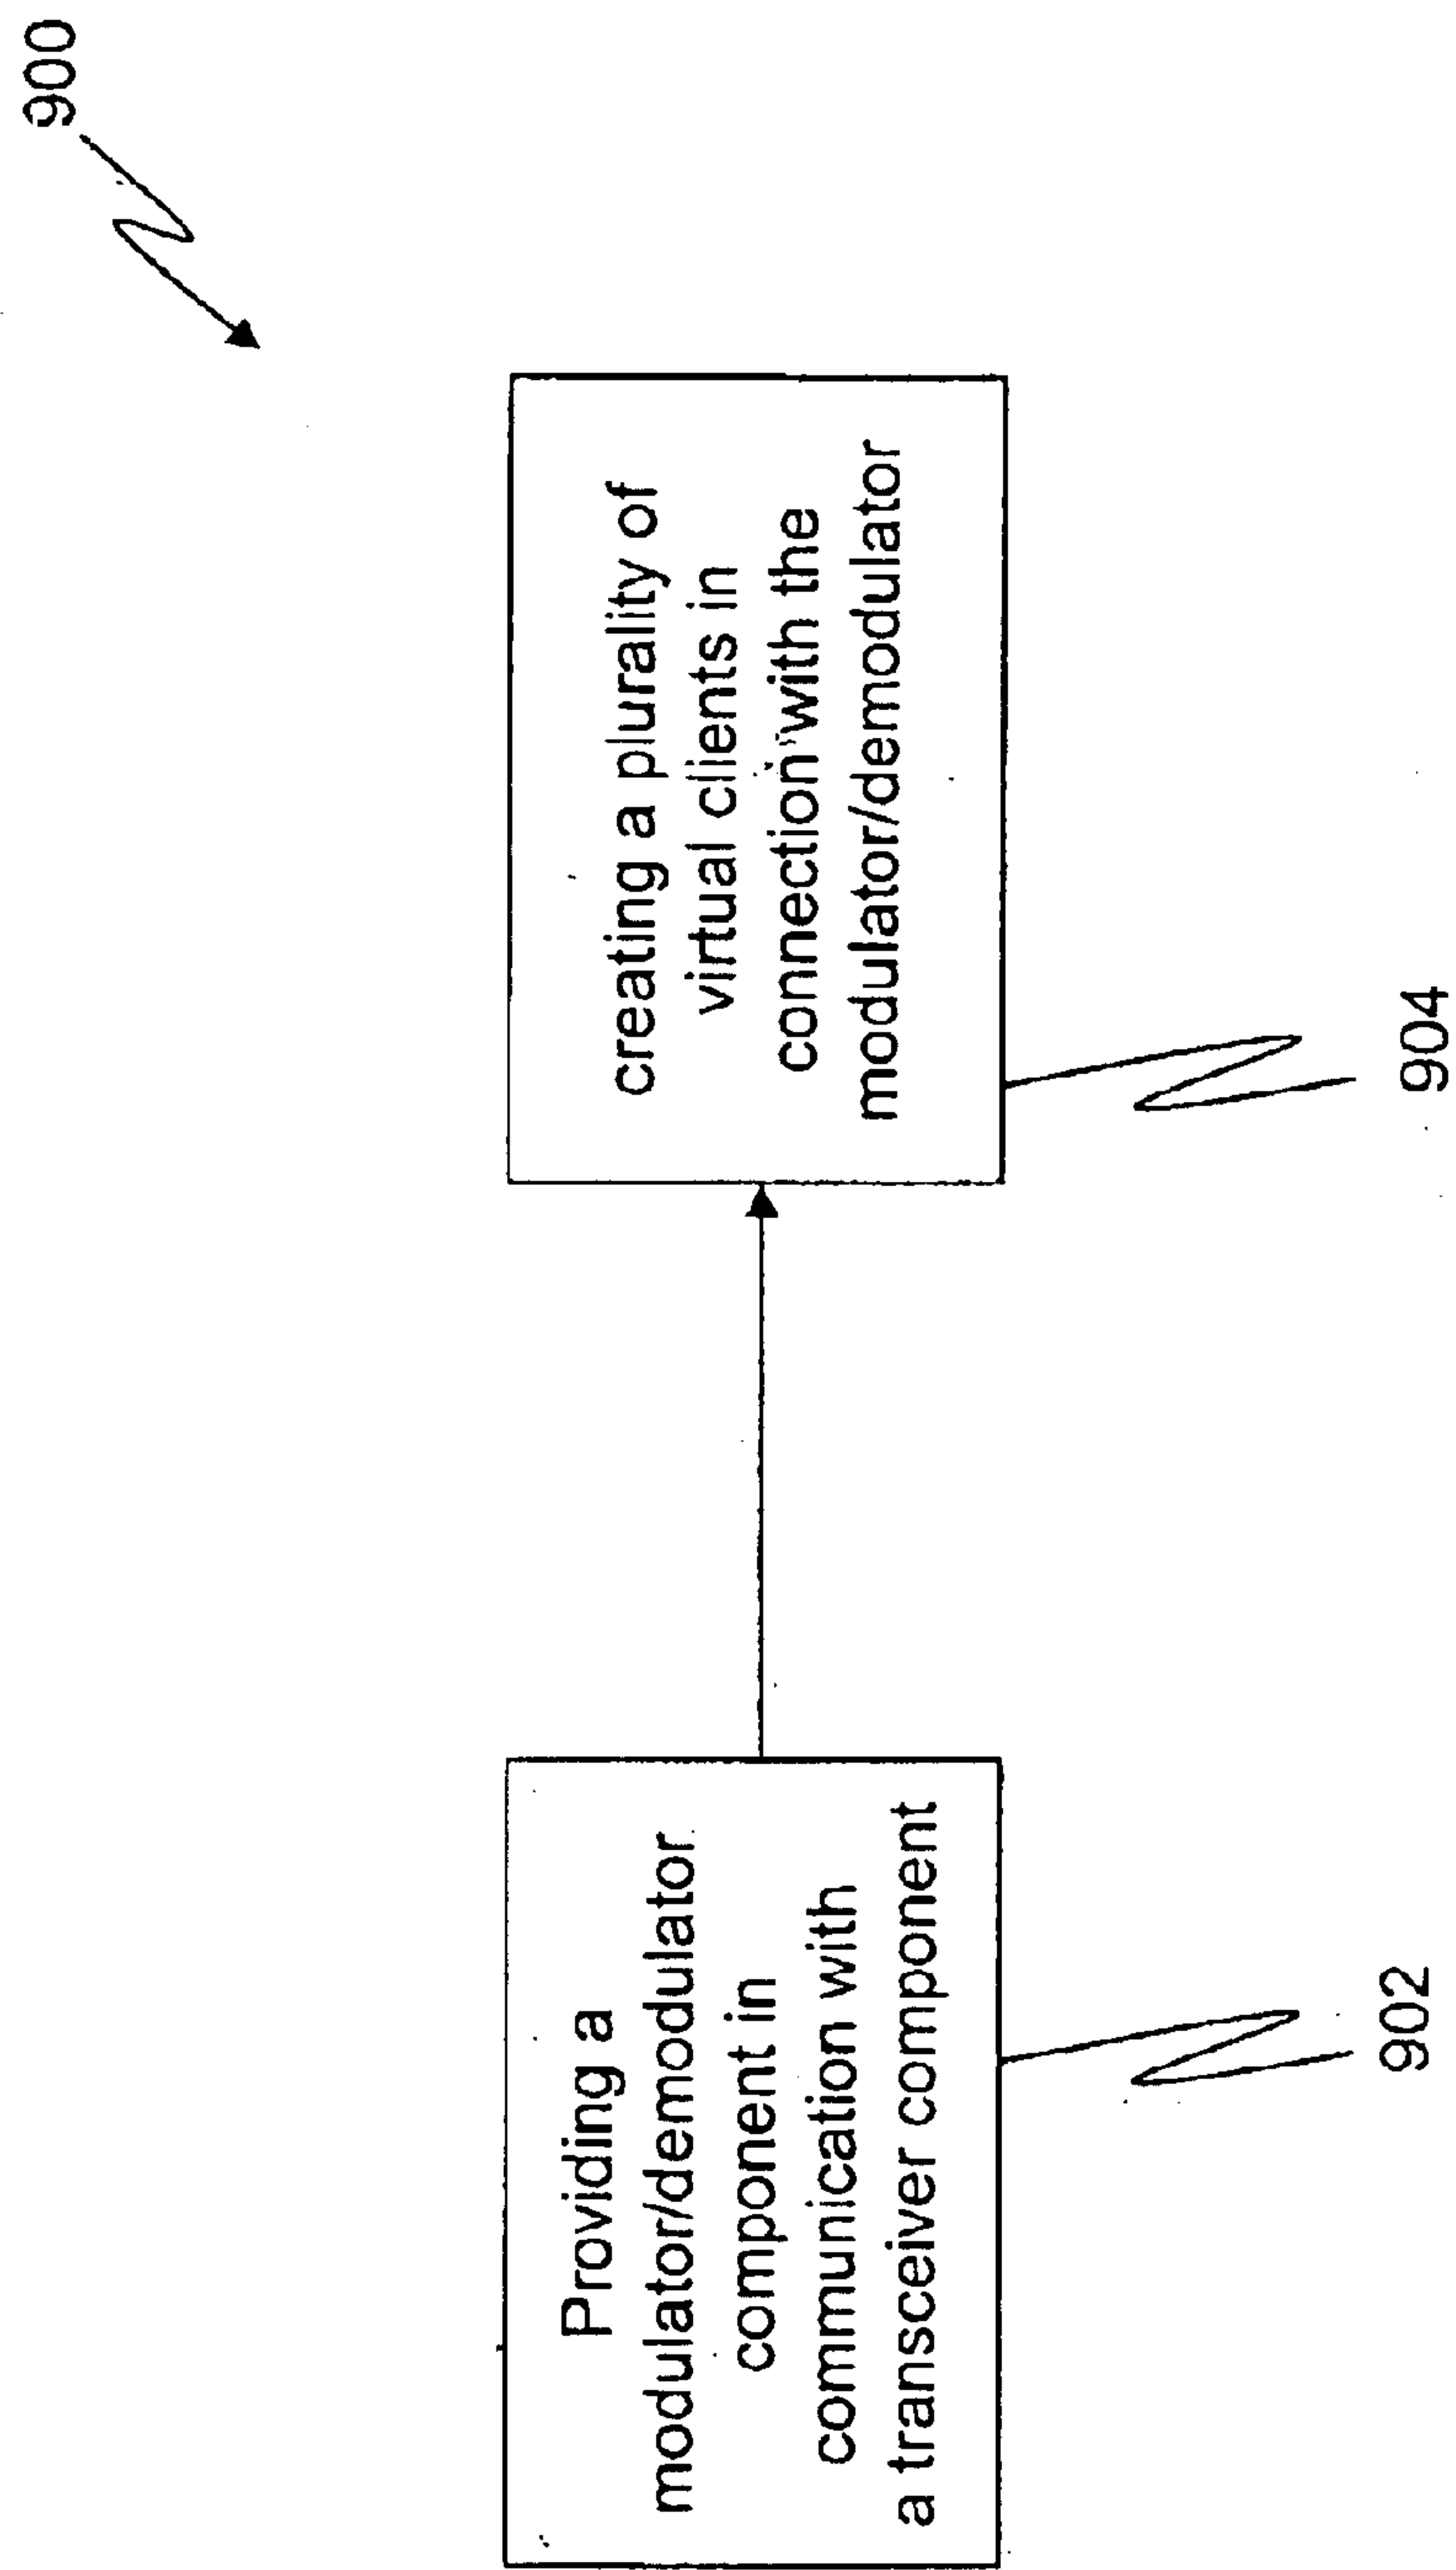 900
Providing a
modulator/demodulator
component in
communication with
a transceiver component
902
creating a plurality of
virtual clients in
connection with the
modulator/demodulator
904